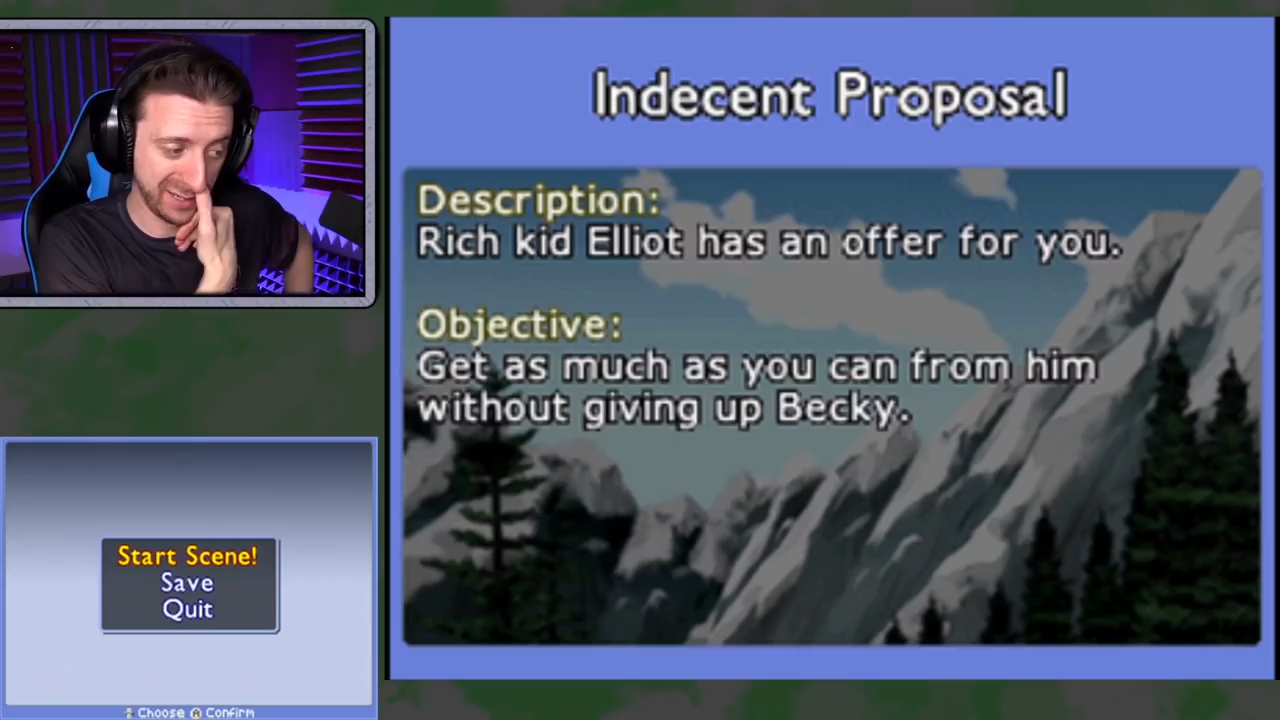 Indecent Proposal
Description:
Rich kid Elliot has an offer for you.
Objective:
Get as much as you can from him
without giving up Becky.
Start Scene!
Save
Quit
Choose A Confirm